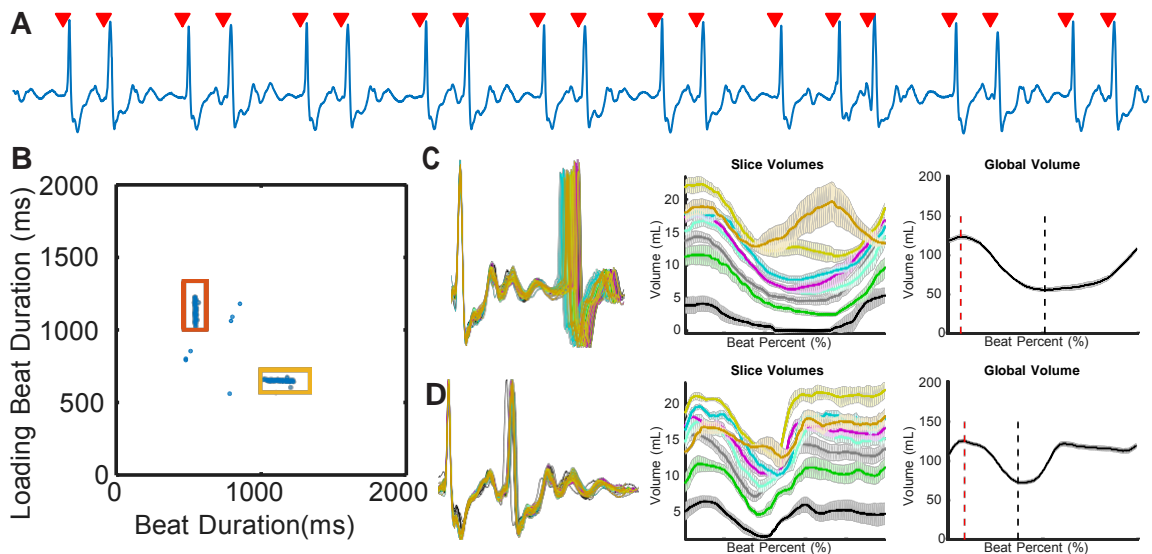 A
B
2000
1500
1000
500
0
0
1000
2000
Loading Beat Duration (ms)
Beat Duration(ms)
C
Slice Volumes
20
15
10
5
0
Volume (mL)
Beat Percent (%)
Global Volume
200
150
100
50
0
Volume (mL)
Beat Percent (%)
D
Slice Volumes
25
20
15
10
5
Volume (mL)
Beat Percent (%)
Global Volume
200
150
100
50
0
Volume (mL)
Beat Percent (%)